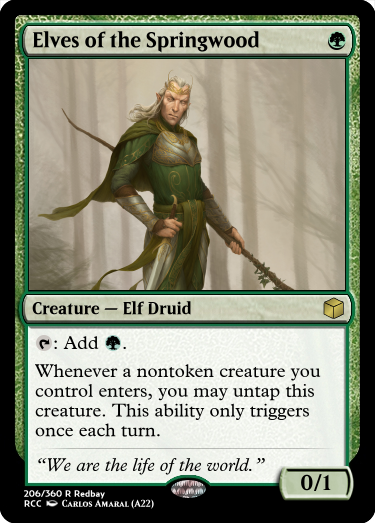 Elves of the Springwood
Creature — Elf Druid
: Add .
Whenever a nontoken creature you
control enters, you may untap this
creature. This ability only triggers
once each turn.
“We are the life of the world.”
0/1
206/360 R Redbay
RCC Carlos Amaral (A22)